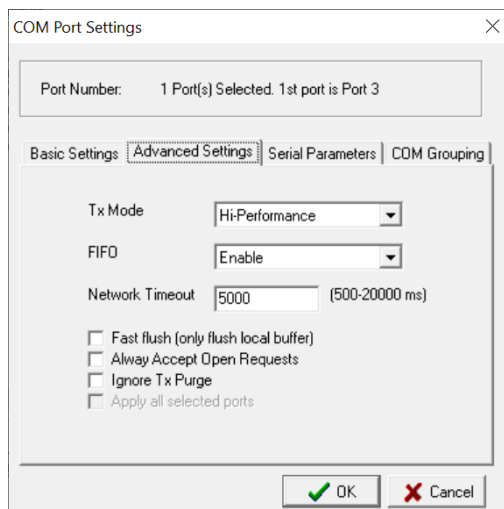 COM Port Settings
Port Number: 1 Port(s) Selected. 1st port is Port 3
Basic Settings Advanced Settings Serial Parameters COM Grouping
Tx Mode Hi-Performance
FIFO Enable
Network Timeout 5000 (500-20000 ms)
Fast flush (only flush local buffer)
Alway Accept Open Requests
Ignore Tx Purge
Apply all selected ports
OK Cancel